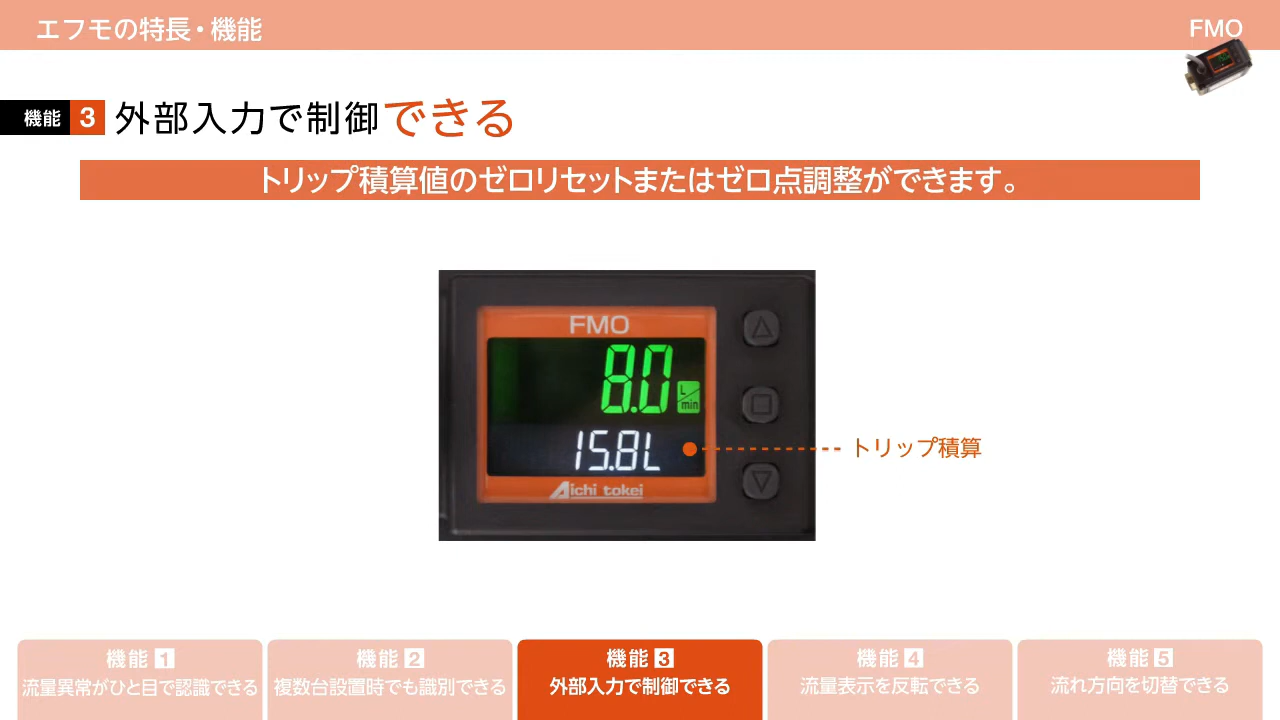 エフモの特長・機能
FMO
機能 3 外部入力で制御できる
トリップ積算値のゼロリセットまたはゼロ点調整ができます。
FMO
8.0 L/min
15.8L
トリップ積算
Aichi tokei
機能 1
流量異常がひと目で認識できる
機能 2
複数台設置時でも識別できる
機能 3
外部入力で制御できる
機能 4
流量表示を反転できる
機能 5
流れ方向を切替できる